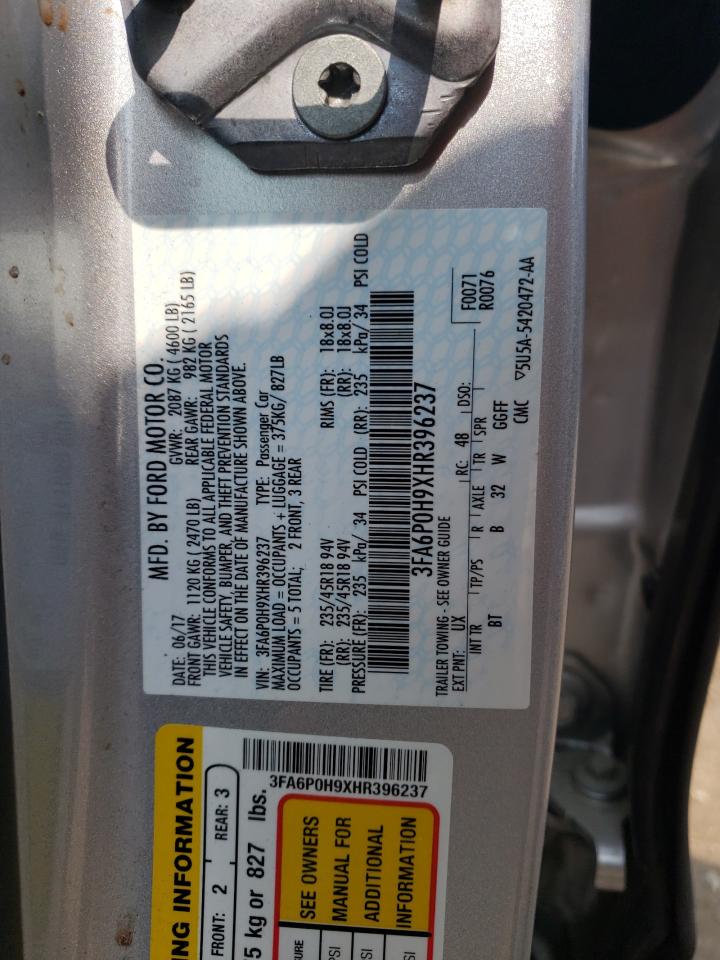 MFD. BY FORD MOTOR CO.
DATE: 06/17 GVWR: 2087 KG ( 4600 LB)
FRONT GAWR: 1120 KG ( 2470 LB) REAR GAWR: 982 KG ( 2165 LB)
THIS VEHICLE CONFORMS TO ALL APPLICABLE FEDERAL MOTOR
VEHICLE SAFETY, BUMPER, AND THEFT PREVENTION STANDARDS
IN EFFECT ON THE DATE OF MANUFACTURE SHOWN ABOVE.
VIN: 3FA6P0H9XHR396237 TYPE: Passenger Car
MAXIMUM LOAD = OCCUPANTS + LUGGAGE = 375KG/ 827LB
OCCUPANTS = 5 TOTAL; 2 FRONT, 3 REAR
TIRE (FR): 235/45R18 94V RIMS (FR): 18x8.0J
(RR): 235/45R18 94V (RR): 18x8.0J
PRESSURE (FR): 235 kPa/ 34 PSI COLD (RR): 235 kPa/ 34 PSI COLD
3FA6P0H9XHR396237
TRAILER TOWING - SEE OWNER GUIDE
F0071
R0076
EXT PNT: UX RC: 48 DSO:
INT TR TP/PS R AXLE TR SPR
BT B 32 W GGFF
CMC ▽5U5A-5420472-AA
ING INFORMATION
FRONT: 2 REAR: 3
5 kg or 827 lbs.
3FA6P0H9XHR396237
SEE OWNERS
MANUAL FOR
ADDITIONAL
INFORMATION
URE
PSI
SI
SI